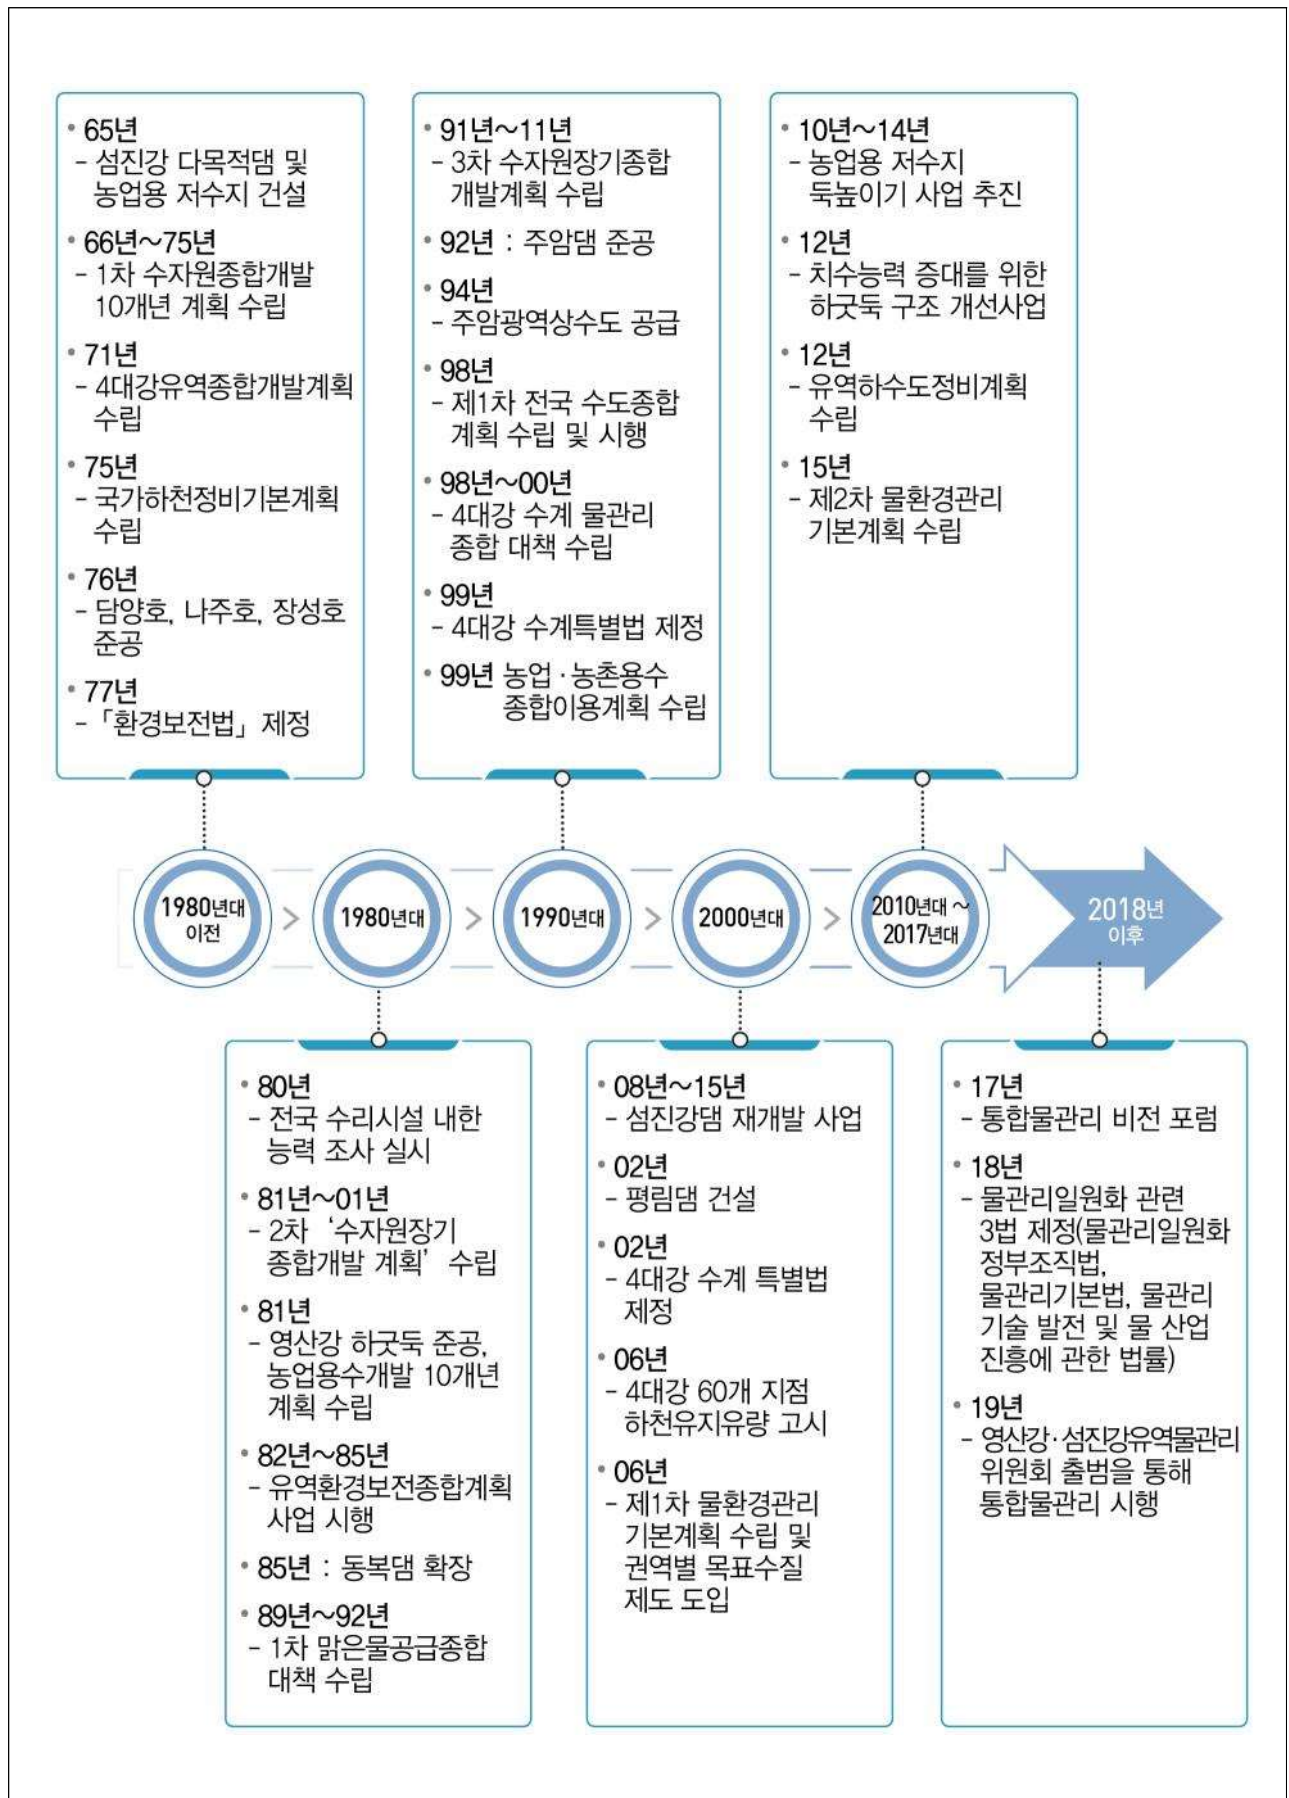 • 65년
- 섬진강 다목적댐 및
농업용 저수지 건설
• 66년～75년
- 1차 수자원종합개발
10개년 계획 수립
• 71년
- 4대강유역종합개발계획
수립
• 75년
- 국가하천정비기본계획
수립
• 76년
- 담양호, 나주호, 장성호
준공
• 77년
-「환경보전법」제정
• 91년～11년
- 3차 수자원장기종합
개발계획 수립
• 92년 : 주암댐 준공
• 94년
- 주암광역상수도 공급
• 98년
- 제1차 전국 수도종합
계획 수립 및 시행
• 98년～00년
- 4대강 수계 물관리
종합 대책 수립
• 99년
- 4대강 수계특별법 제정
• 99년 농업·농촌용수
종합이용계획 수립
• 10년～14년
- 농업용 저수지
둑높이기 사업 추진
• 12년
- 치수능력 증대를 위한
하굿둑 구조 개선사업
• 12년
- 유역하수도정비계획
수립
• 15년
- 제2차 물환경관리
기본계획 수립
1980년대
이전
>
1980년대
>
1990년대
>
2000년대
>
2010년대 ～
2017년대
2018년
이후
• 80년
- 전국 수리시설 내한
능력 조사 실시
• 81년～01년
- 2차 ‘수자원장기
종합개발 계획’ 수립
• 81년
- 영산강 하굿둑 준공,
농업용수개발 10개년
계획 수립
• 82년～85년
- 유역환경보전종합계획
사업 시행
• 85년 : 동복댐 확장
• 89년～92년
- 1차 맑은물공급종합
대책 수립
• 08년～15년
- 섬진강댐 재개발 사업
• 02년
- 평림댐 건설
• 02년
- 4대강 수계 특별법
제정
• 06년
- 4대강 60개 지점
하천유지유량 고시
• 06년
- 제1차 물환경관리
기본계획 수립 및
권역별 목표수질
제도 도입
• 17년
- 통합물관리 비전 포럼
• 18년
- 물관리일원화 관련
3법 제정(물관리일원화
정부조직법,
물관리기본법, 물관리
기술 발전 및 물 산업
진흥에 관한 법률)
• 19년
- 영산강·섬진강유역물관리
위원회 출범을 통해
통합물관리 시행